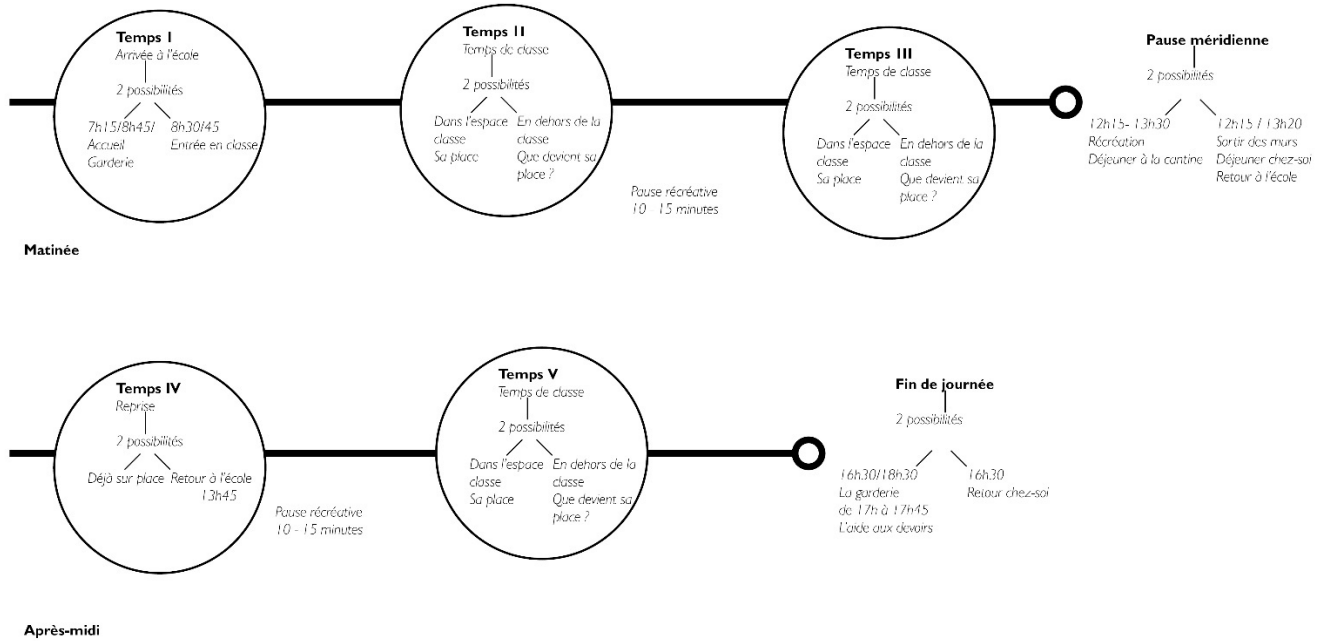 Temps I
Arrivée à l'école
2 possibilités
7h15/8h45/
Accueil
Garderie
8h30/45
Entrée en classe
Temps II
Temps de classe
2 possibilités
Dans l'espace
classe
Sa place
En dehors de la
classe
Que devient sa
place ?
Pause récréative
10 - 15 minutes
Temps III
Temps de classe
2 possibilités
Dans l'espace
classe
Sa place
En dehors de la
classe
Que devient sa
place ?
Pause méridienne
2 possibilités
12h15- 13h30
Récréation
Déjeuner à la cantine
12h15 / 13h20
Sortir des murs
Déjeuner chez-soi
Retour à l'école
Matinée
Temps IV
Reprise
2 possibilités
Déjà sur place
Retour à l'école
13h45
Pause récréative
10 - 15 minutes
Temps V
Temps de classe
2 possibilités
Dans l'espace
classe
Sa place
En dehors de la
classe
Que devient sa
place ?
Fin de journée
2 possibilités
16h30/18h30
La garderie
de 17h à 17h45
L'aide aux devoirs
16h30
Retour chez-soi
Après-midi